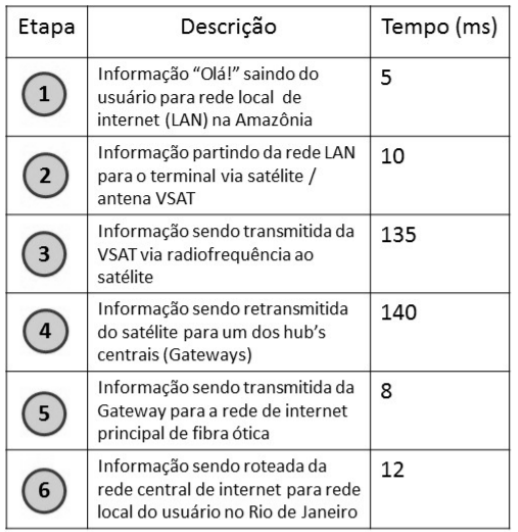 Etapa Descrição Tempo (ms)
1 Informação “Olá!” saindo do 5
usuário para rede local de
internet (LAN) na Amazônia
2 Informação partindo da rede LAN 10
para o terminal via satélite /
antena VSAT
3 Informação sendo transmitida da 135
VSAT via radiofrequência ao
satélite
4 Informação sendo retransmitida 140
do satélite para um dos hub’s
centrais (Gateways)
5 Informação sendo transmitida da 8
Gateway para a rede de internet
principal de fibra ótica
6 Informação sendo roteada da 12
rede central de internet para rede
local do usuário no Rio de Janeiro